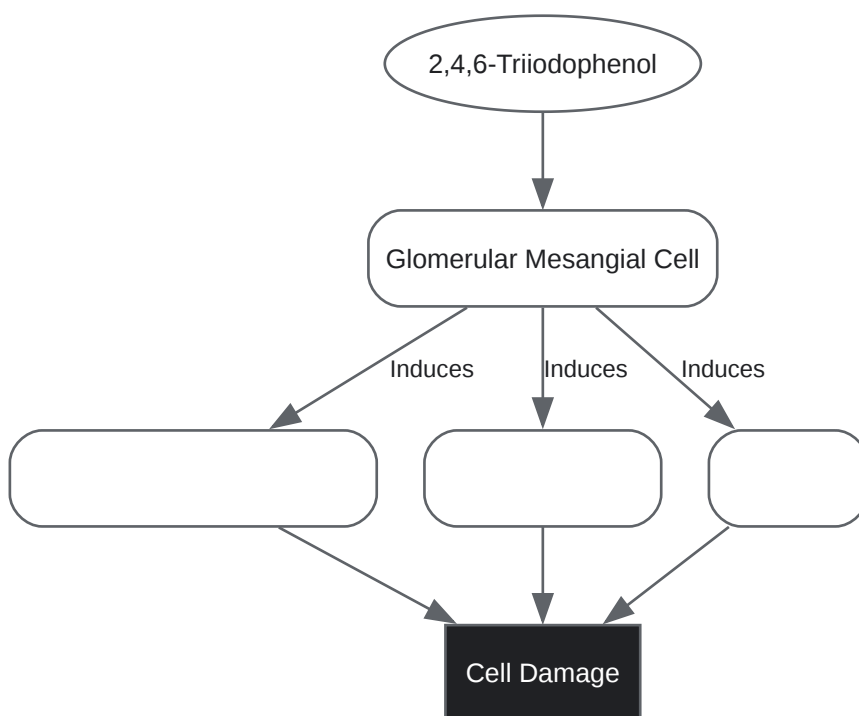 2,4,6-Triiodophenol
Glomerular Mesangial Cell
Induces
Induces
Induces
Cell Damage